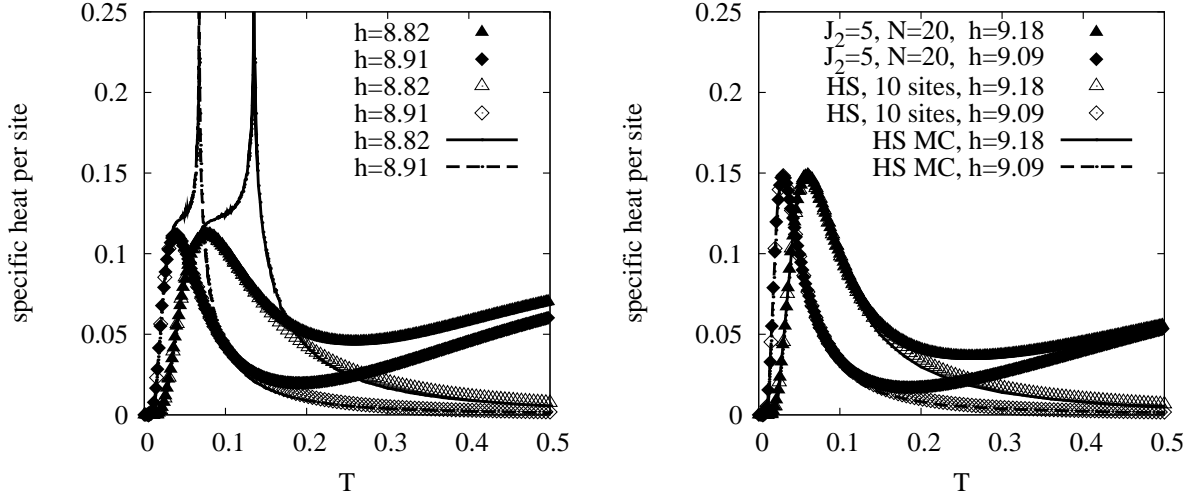 0.25
0.2
0.15
0.1
0.05
0
0
0.1
0.2
0.3
0.4
0.5
specific heat per site
T
h=8.82
h=8.91
h=8.82
h=8.91
h=8.82
h=8.91
0.25
0.2
0.15
0.1
0.05
0
0
0.1
0.2
0.3
0.4
0.5
specific heat per site
T
J2=5, N=20, h=9.18
J2=5, N=20, h=9.09
HS, 10 sites, h=9.18
HS, 10 sites, h=9.09
HS MC, h=9.18
HS MC, h=9.09